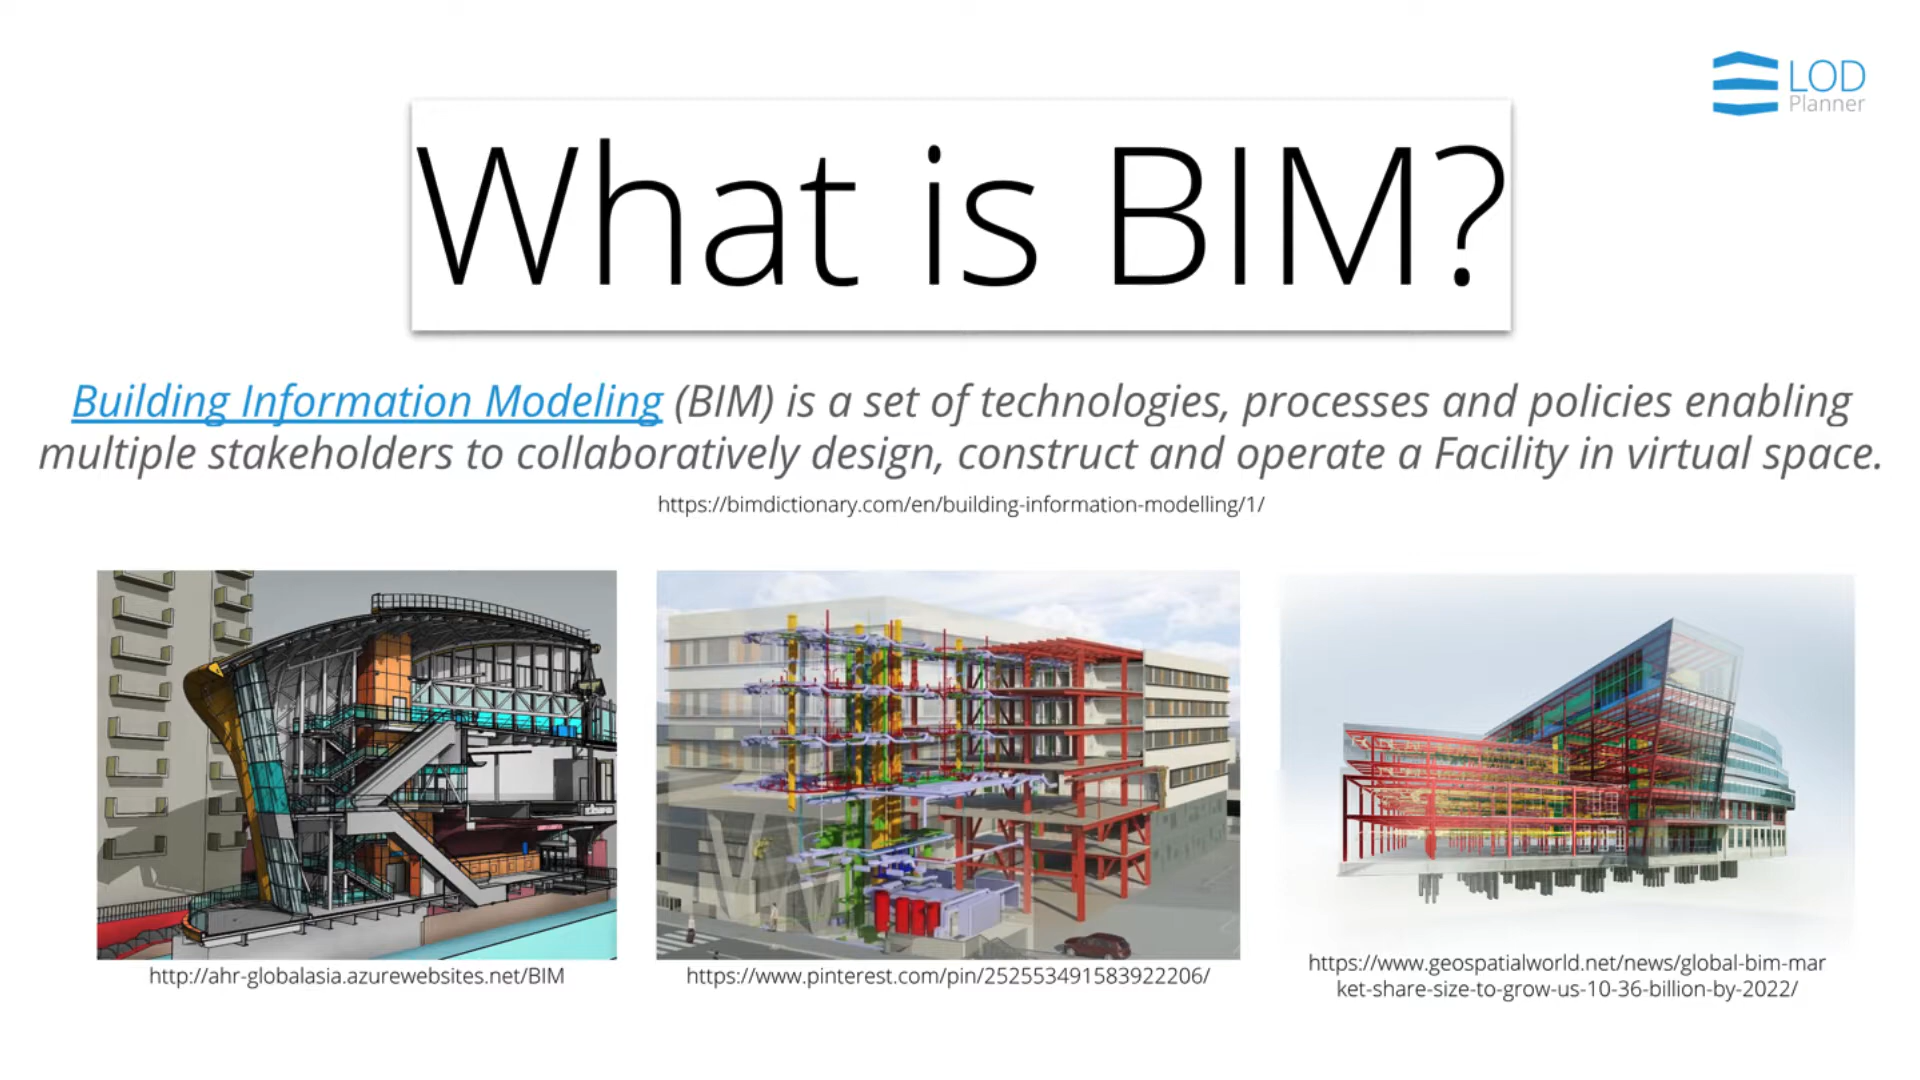 LOD
Planner
What is BIM?
Building Information Modeling (BIM) is a set of technologies, processes and policies enabling
multiple stakeholders to collaboratively design, construct and operate a Facility in virtual space.
https://bimdictionary.com/en/building-information-modelling/1/
http://ahr-globalasia.azurewebsites.net/BIM
https://www.pinterest.com/pin/252553491583922206/
https://www.geospatialworld.net/news/global-bim-mar
ket-share-size-to-grow-us-10-36-billion-by-2022/